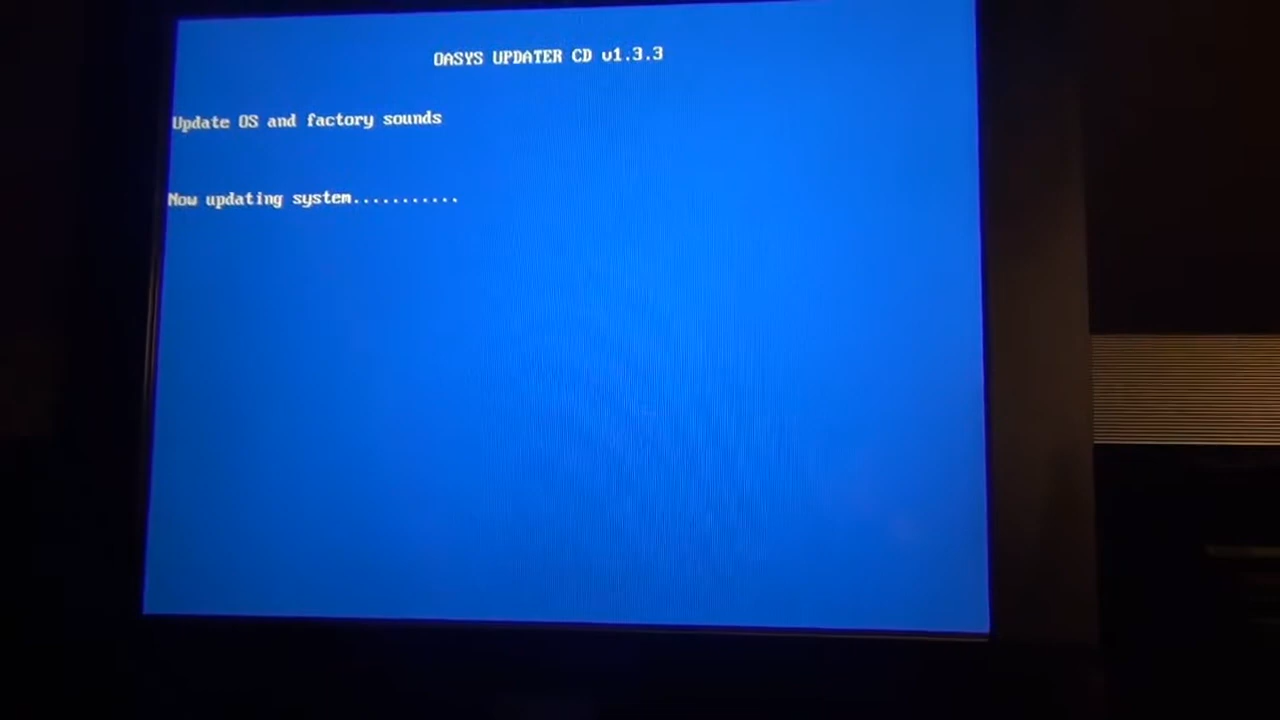 OASYS UPDATER CD v1.3.3
Update OS and factory sounds
Now updating system...........